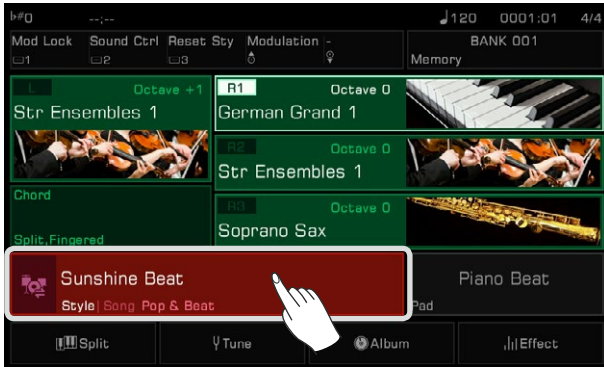 ♭#0 --;-- ♩120 0001:01 4/4
Mod Lock Sound Ctrl Reset Sty Modulation - BANK 001
1 2 3 Memory
L Octave +1
Str Ensembles 1
R1 Octave 0
German Grand 1
R2 Octave 0
Str Ensembles 1
Chord
Split,Fingered
R3 Octave 0
Soprano Sax
Sunshine Beat
Style | Song Pop & Beat
Piano Beat
Pad
Split Tune Album Effect